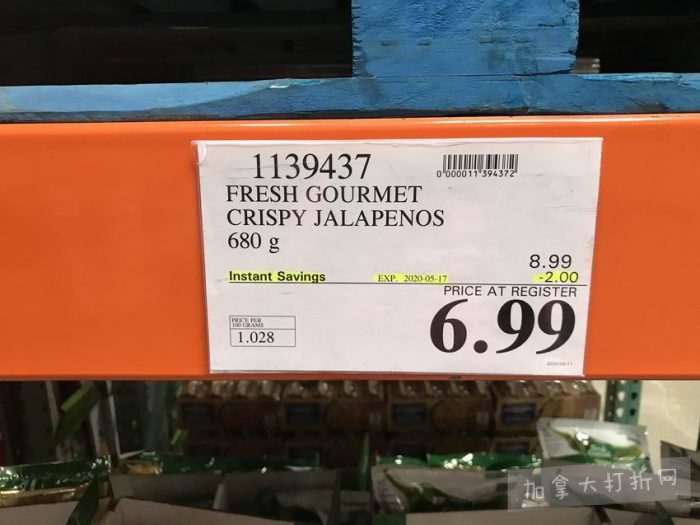 1139437
0 000011 394372
FRESH GOURMET
CRISPY JALAPENOS
680 g
8.99
Instant Savings EXP. 2020-05-17 -2.00
PRICE AT REGISTER
6.99
PRICE PER
100 GRAMS
1.028
加拿大打折网